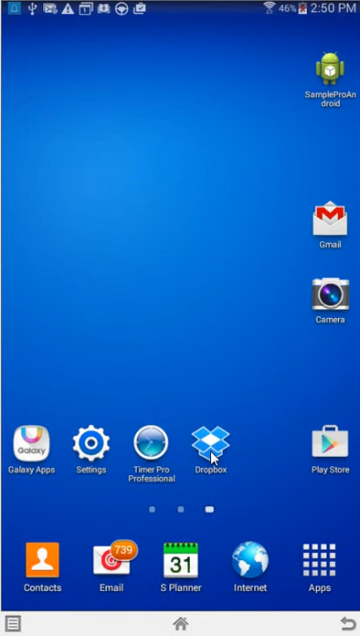 46% 2:50 PM
SampleProAn
droid
Gmail
Camera
Galaxy
Galaxy Apps
Settings
Timer Pro
Professional
Dropbox
Play Store
739
@
31
Contacts
Email
S Planner
Internet
Apps